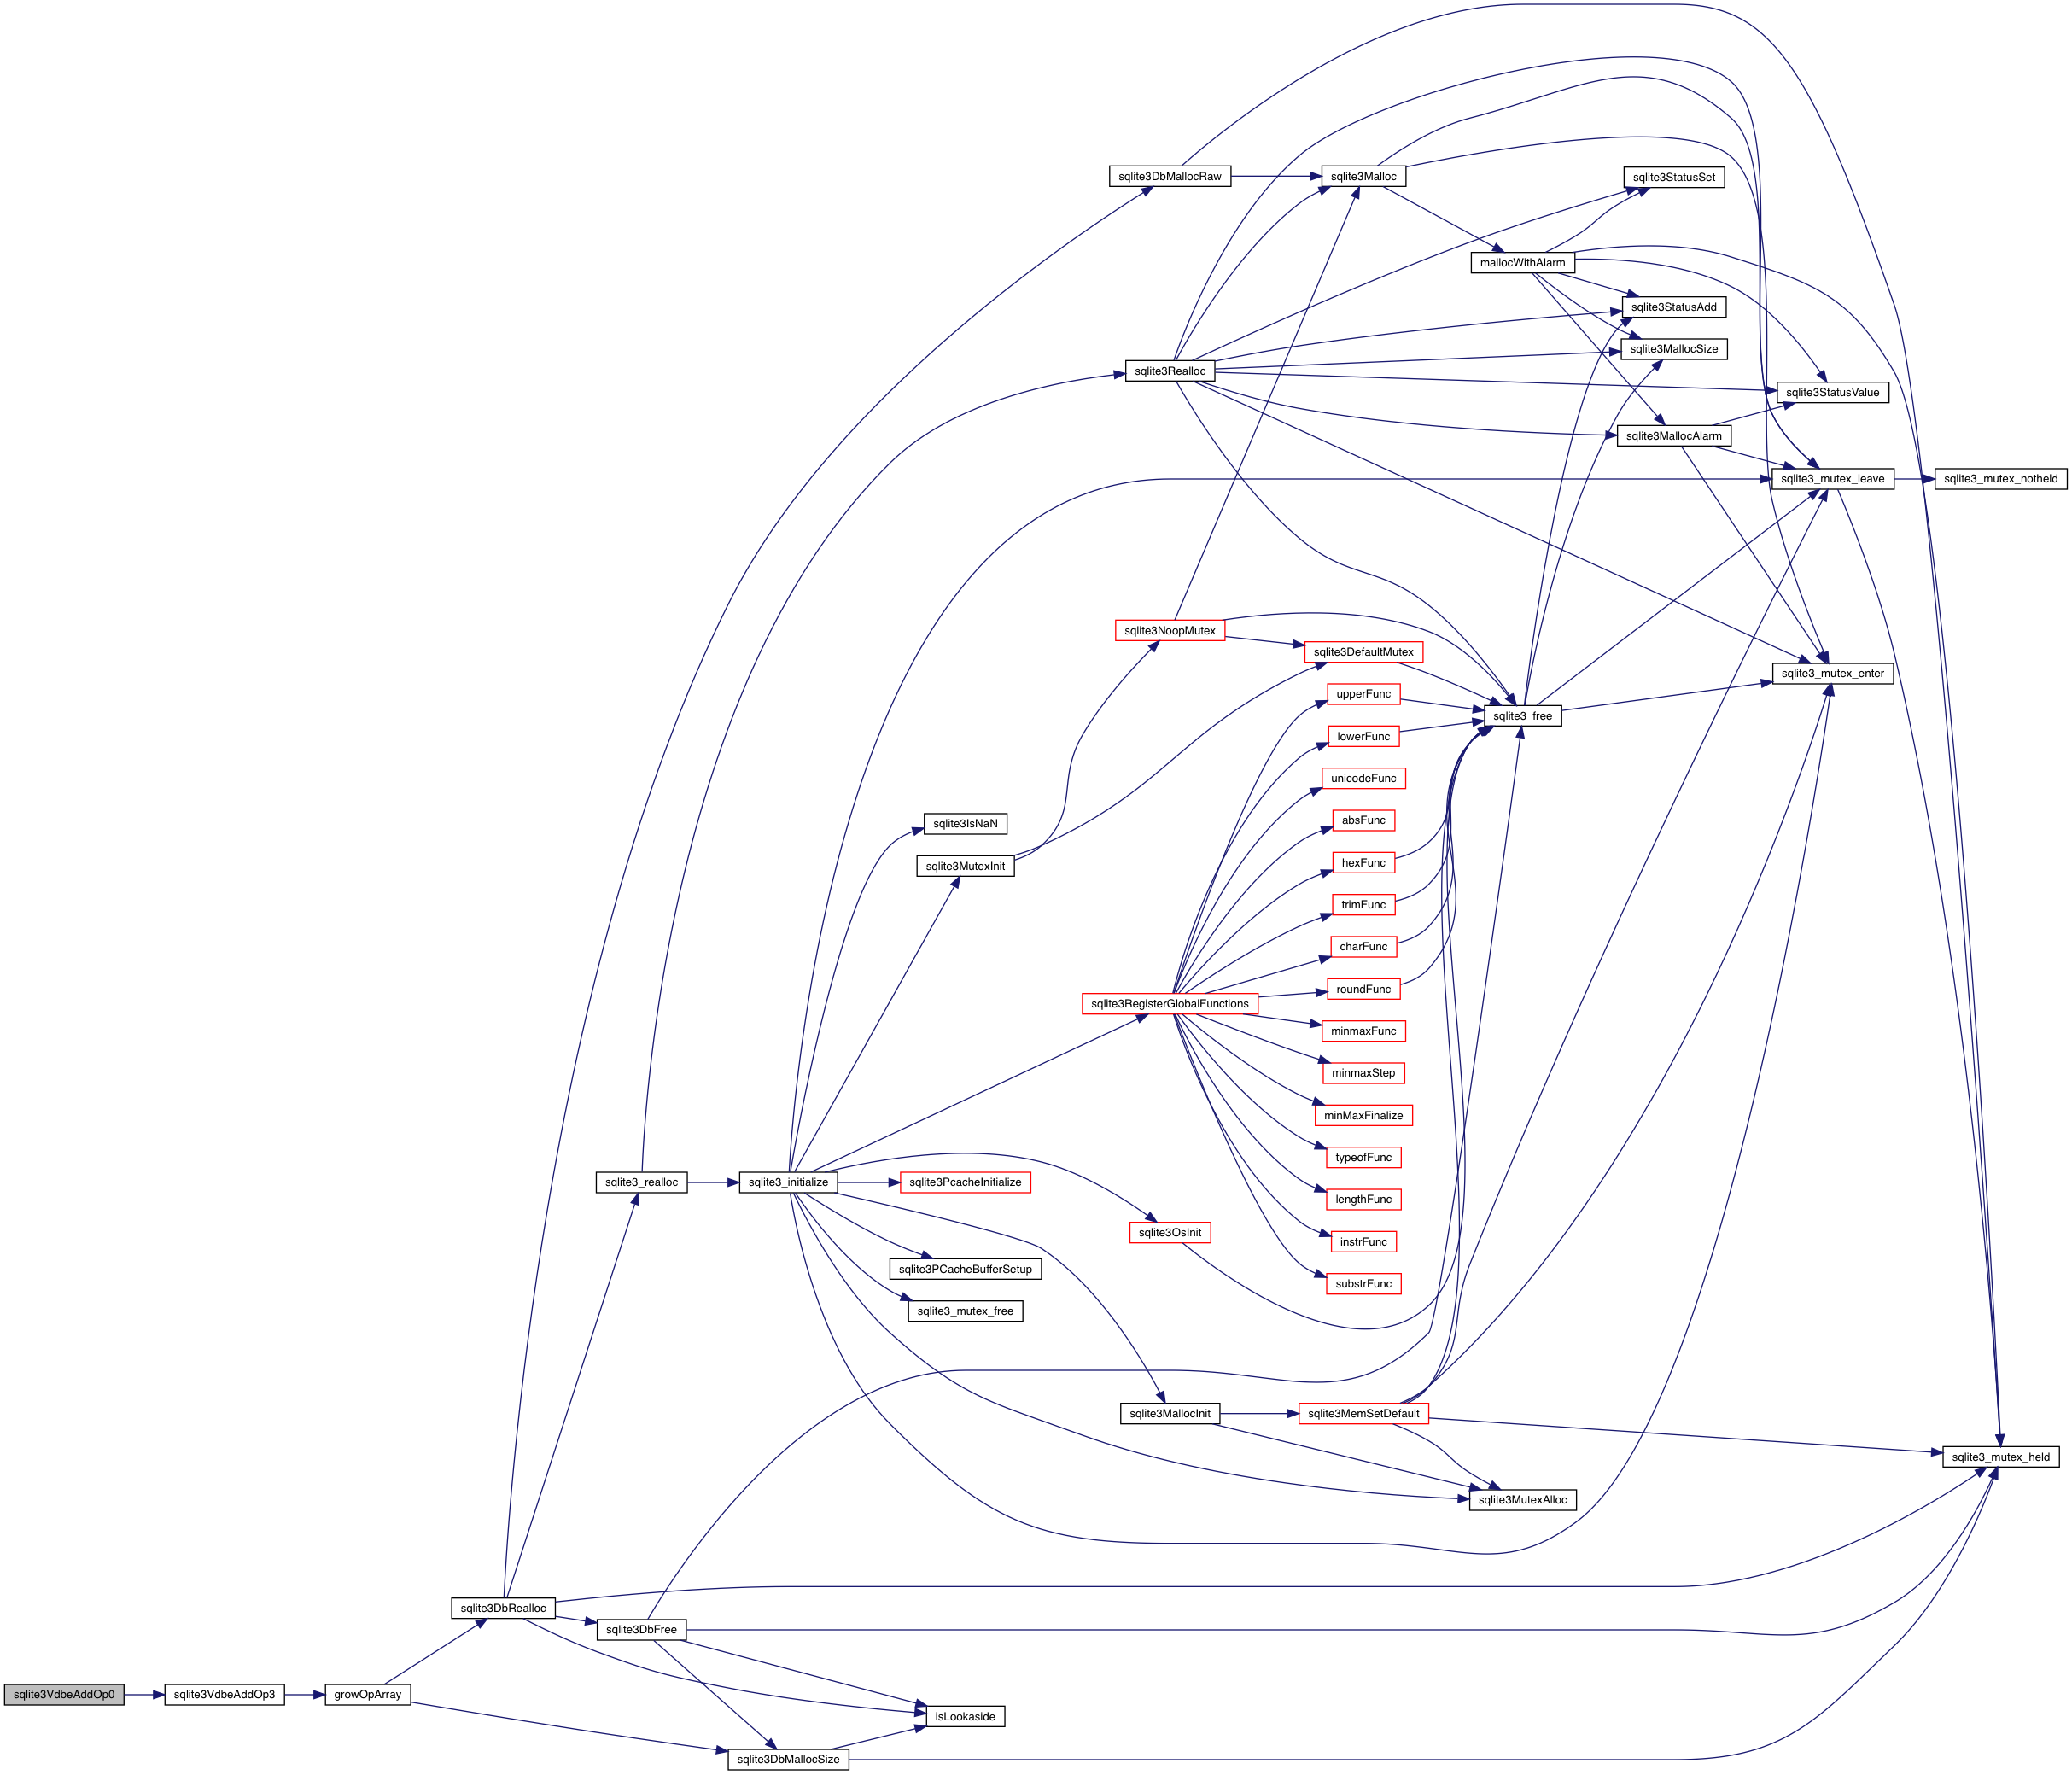 sqlite3DbMallocRaw
sqlite3Malloc
sqlite3StatusSet
mallocWithAlarm
sqlite3StatusAdd
sqlite3MallocSize
sqlite3Realloc
sqlite3StatusValue
sqlite3MallocAlarm
sqlite3_mutex_leave
sqlite3_mutex_notheld
sqlite3NoopMutex
sqlite3DefaultMutex
sqlite3_mutex_enter
upperFunc
sqlite3_free
lowerFunc
unicodeFunc
absFunc
sqlite3IsNaN
hexFunc
sqlite3MutexInit
trimFunc
charFunc
roundFunc
sqlite3RegisterGlobalFunctions
minmaxFunc
minmaxStep
minMaxFinalize
typeofFunc
sqlite3_realloc
sqlite3_initialize
sqlite3PcacheInitialize
lengthFunc
sqlite3OsInit
instrFunc
sqlite3PCacheBufferSetup
substrFunc
sqlite3_mutex_free
sqlite3MallocInit
sqlite3MemSetDefault
sqlite3_mutex_held
sqlite3MutexAlloc
sqlite3DbRealloc
sqlite3DbFree
sqlite3VdbeAddOp0
sqlite3VdbeAddOp3
growOpArray
isLookaside
sqlite3DbMallocSize